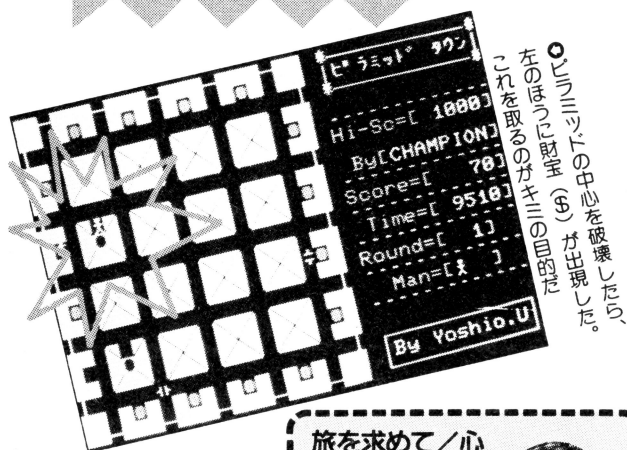 ピラミッド タウン
Hi-Sc=[ 1000]
By[CHAMPION]
Score=[ 70]
Time=[ 9510]
Round=[ 1]
Man=[ ]
By Yoshio.U
ピラミッドの中心を破壊したら、
左のほうに財宝($)が出現した。
これを取るのがキミの目的だ
旅を求めて/心